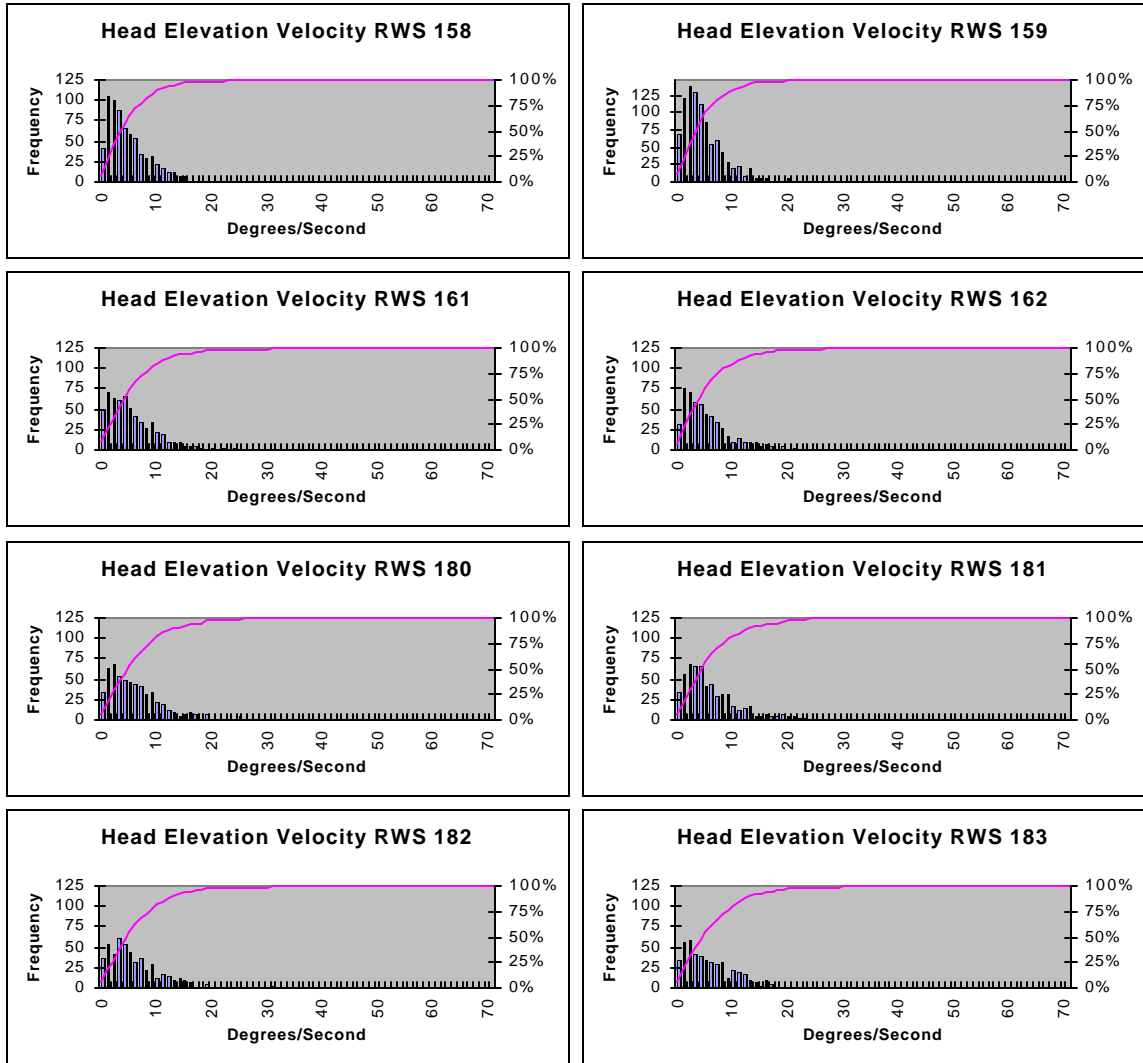 Head Elevation Velocity RWS 158
125
100
75
50
25
0
Frequency
100%
75%
50%
25%
0%
0 10 20 30 40 50 60 70
Degrees/Second
Head Elevation Velocity RWS 159
125
100
75
50
25
0
Frequency
100%
75%
50%
25%
0%
0 10 20 30 40 50 60 70
Degrees/Second
Head Elevation Velocity RWS 161
125
100
75
50
25
0
Frequency
100%
75%
50%
25%
0%
0 10 20 30 40 50 60 70
Degrees/Second
Head Elevation Velocity RWS 162
125
100
75
50
25
0
Frequency
100%
75%
50%
25%
0%
0 10 20 30 40 50 60 70
Degrees/Second
Head Elevation Velocity RWS 180
125
100
75
50
25
0
Frequency
100%
75%
50%
25%
0%
0 10 20 30 40 50 60 70
Degrees/Second
Head Elevation Velocity RWS 181
125
100
75
50
25
0
Frequency
100%
75%
50%
25%
0%
0 10 20 30 40 50 60 70
Degrees/Second
Head Elevation Velocity RWS 182
125
100
75
50
25
0
Frequency
100%
75%
50%
25%
0%
0 10 20 30 40 50 60 70
Degrees/Second
Head Elevation Velocity RWS 183
125
100
75
50
25
0
Frequency
100%
75%
50%
25%
0%
0 10 20 30 40 50 60 70
Degrees/Second